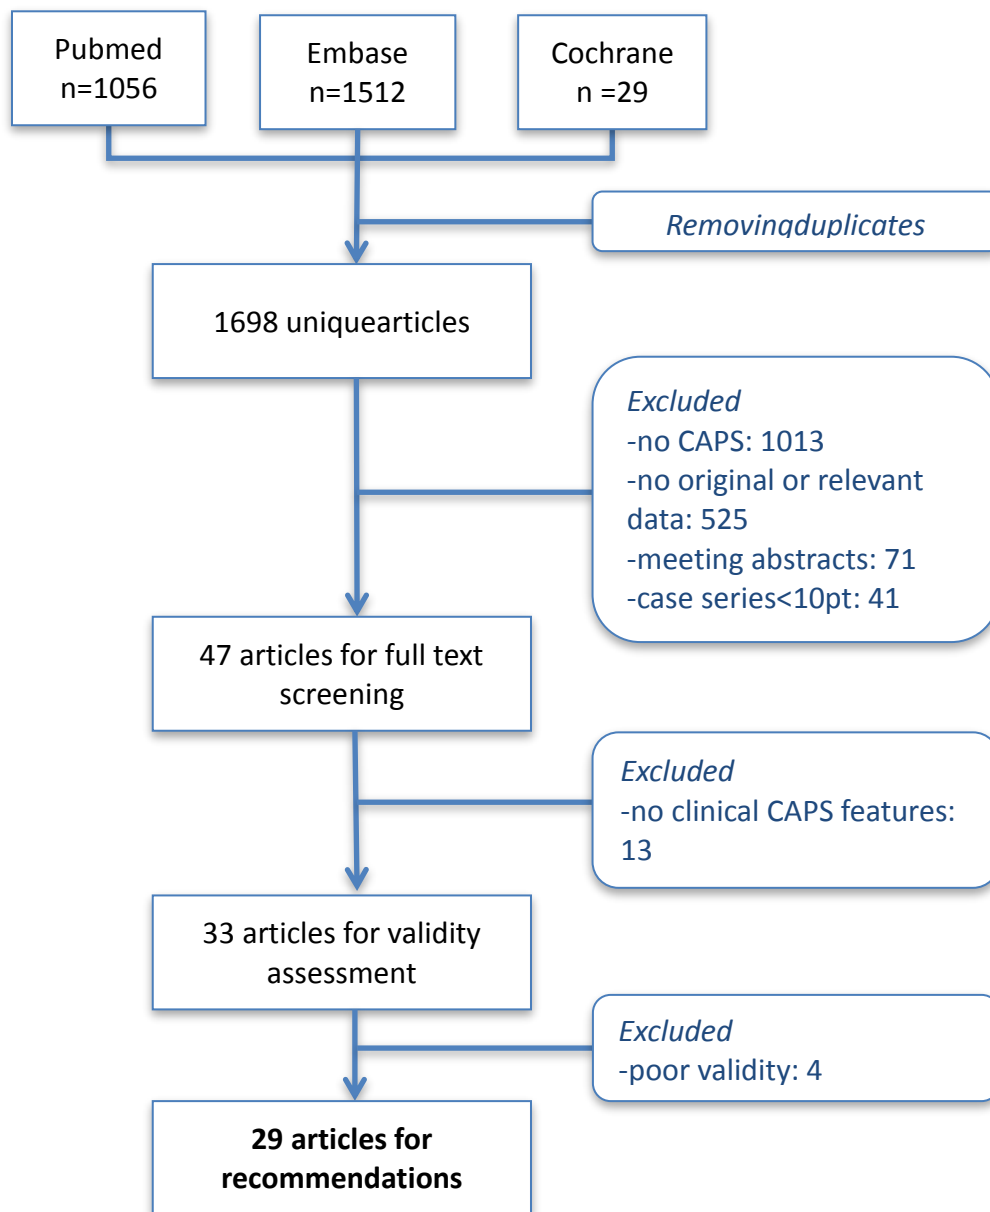 Pubmed
n=1056
Embase
n=1512
Cochrane
n =29
Removingduplicates
1698 uniquearticles
Excluded
-no CAPS: 1013
-no original or relevant
data: 525
-meeting abstracts: 71
-case series<10pt: 41
47 articles for full text
screening
Excluded
-no clinical CAPS features:
13
33 articles for validity
assessment
Excluded
-poor validity: 4
29 articles for
recommendations